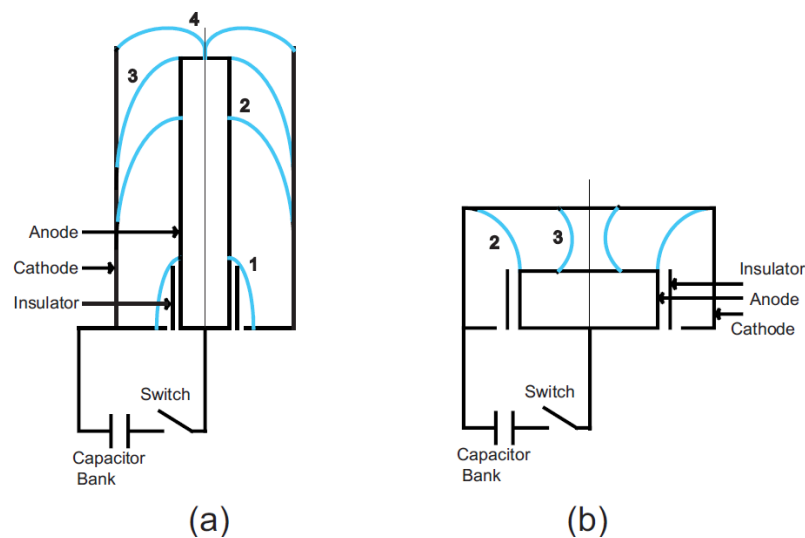 4
3
2
1
Anode
Cathode
Insulator
Switch
Capacitor
Bank
(a)
2
3
Insulator
Anode
Cathode
Switch
Capacitor
Bank
(b)